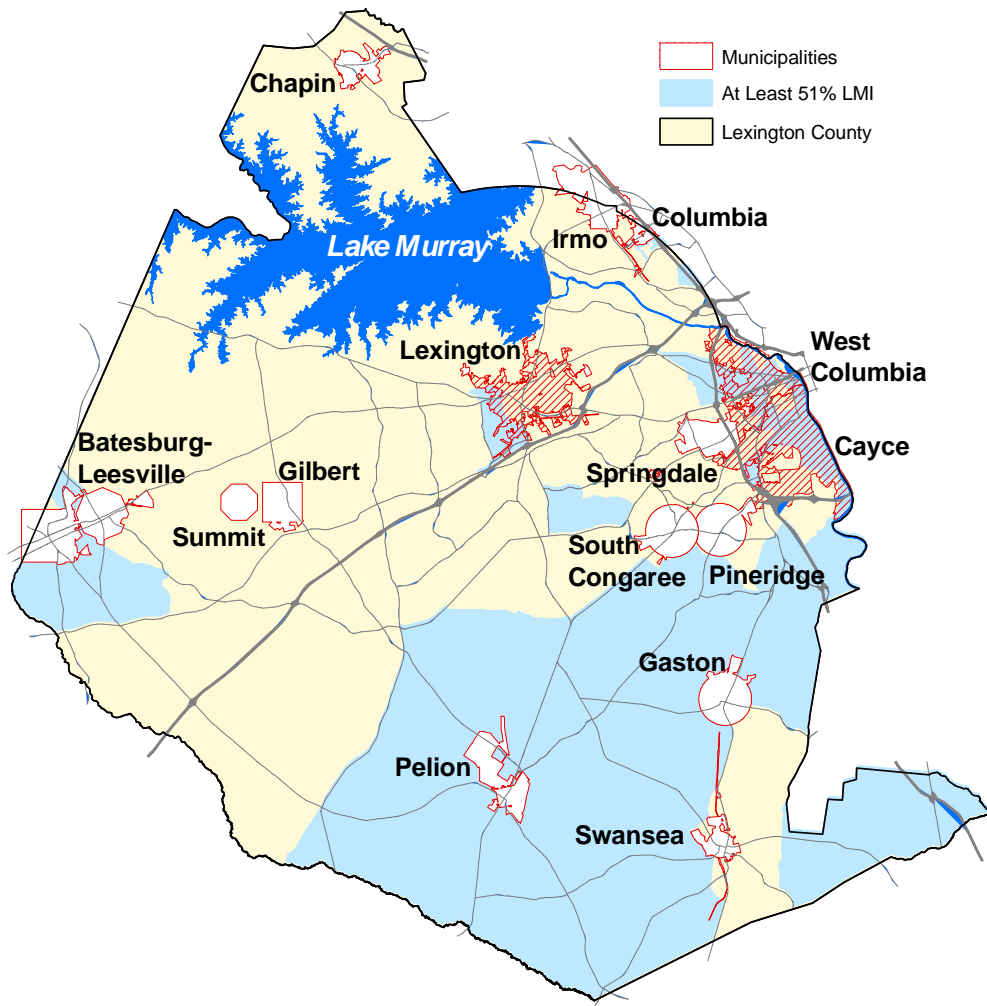 Municipalities
At Least 51% LMI
Lexington County
Chapin
Columbia
Irmo
Lake Murray
West
Columbia
Lexington
Cayce
Batesburg-
Leesville
Gilbert
Springdale
Summit
South
Congaree
Pineridge
Gaston
Pelion
Swansea